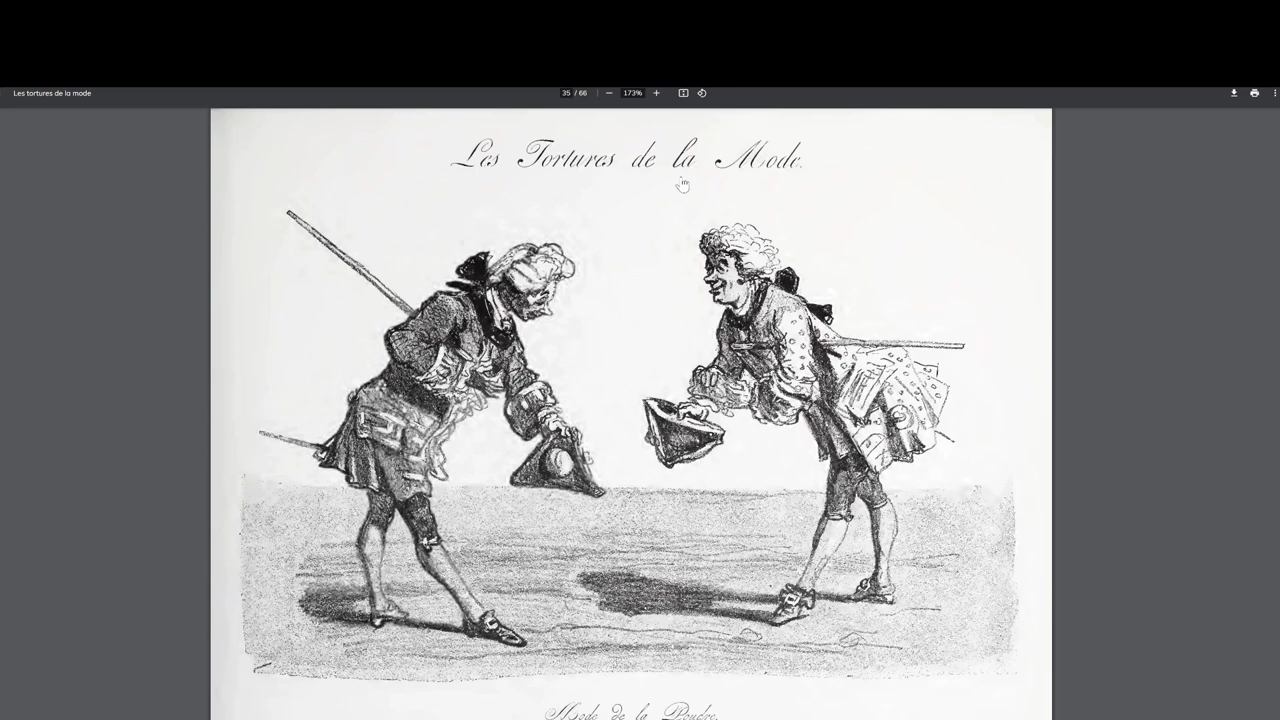 Les tortures de la mode
35 / 66
173%
Les Tortures de la Mode.
Mode de la Poudre.